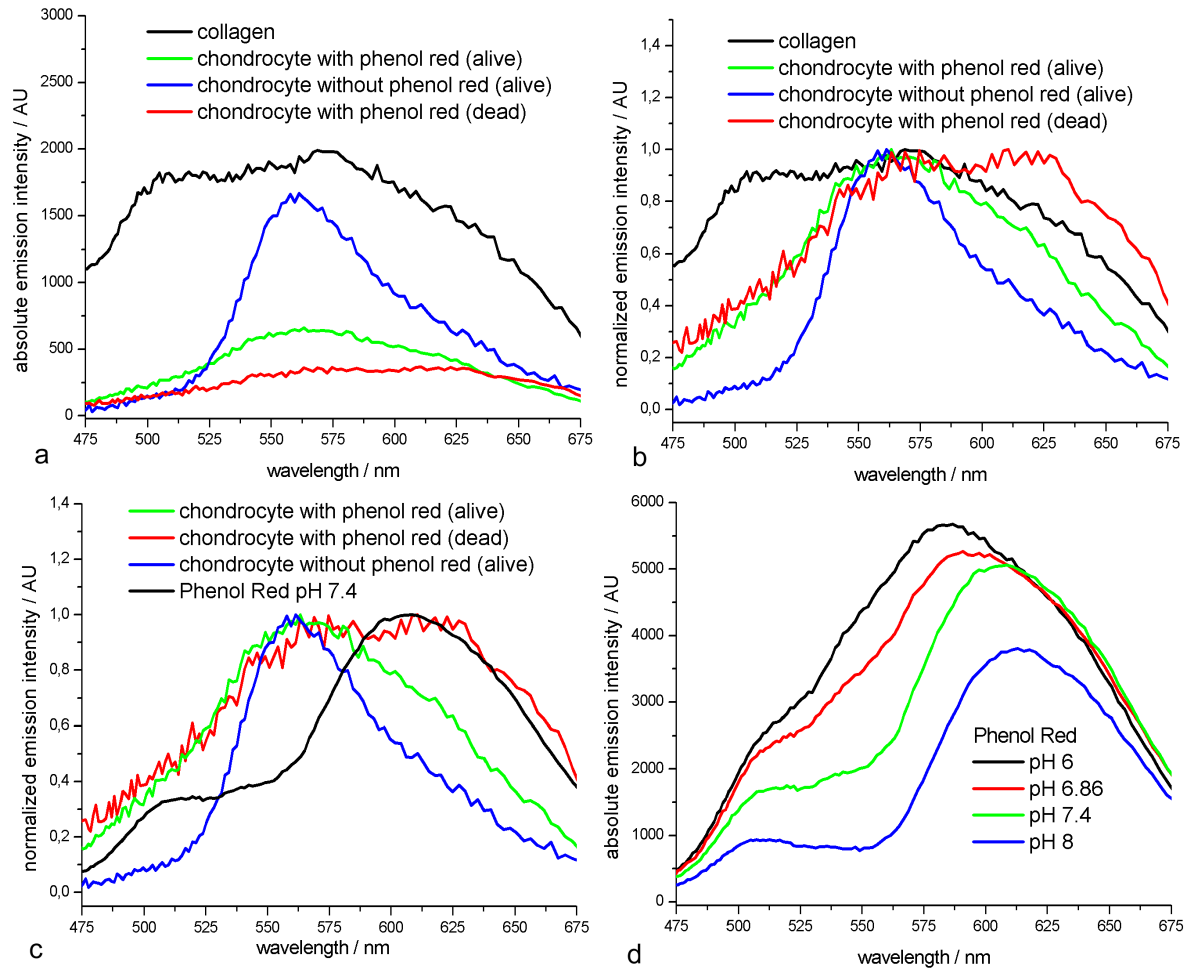 3000
2500
2000
1500
1000
500
0
absolute emission intensity / AU
collagen
chondrocyte with phenol red (alive)
chondrocyte without phenol red (alive)
chondrocyte with phenol red (dead)
475 500 525 550 575 600 625 650 675
wavelength / nm
a
1,4
1,2
1,0
0,8
0,6
0,4
0,2
0,0
normalized emission intensity / AU
collagen
chondrocyte with phenol red (alive)
chondrocyte without phenol red (alive)
chondrocyte with phenol red (dead)
475 500 525 550 575 600 625 650 675
wavelength / nm
b
1,4
1,2
1,0
0,8
0,6
0,4
0,2
0,0
normalized emission intensity / AU
chondrocyte with phenol red (alive)
chondrocyte with phenol red (dead)
chondrocyte without phenol red (alive)
Phenol Red pH 7.4
475 500 525 550 575 600 625 650 675
wavelength / nm
c
6000
5000
4000
3000
2000
1000
0
absolute emission intensity / AU
Phenol Red
pH 6
pH 6.86
pH 7.4
pH 8
475 500 525 550 575 600 625 650 675
wavelength / nm
d